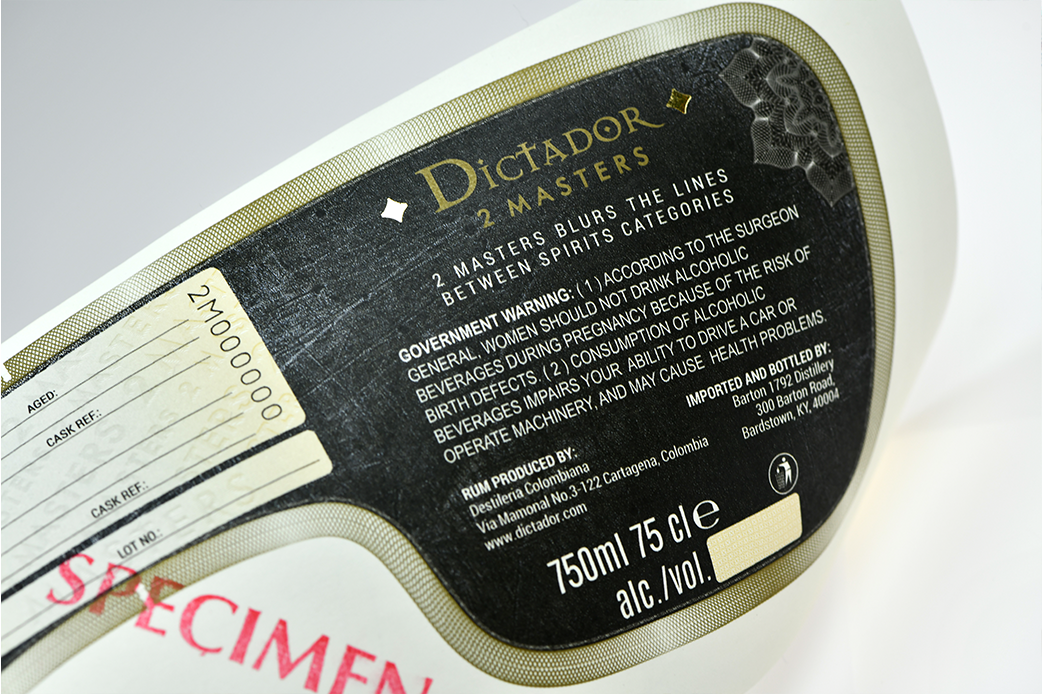 DICTADOR
2 MASTERS
2 MASTERS BLURS THE LINES
BETWEEN SPIRITS CATEGORIES
GOVERNMENT WARNING: (1) ACCORDING TO THE SURGEON
GENERAL, WOMEN SHOULD NOT DRINK ALCOHOLIC
BEVERAGES DURING PREGNANCY BECAUSE OF THE RISK OF
BIRTH DEFECTS. (2) CONSUMPTION OF ALCOHOLIC
BEVERAGES IMPAIRS YOUR ABILITY TO DRIVE A CAR OR
OPERATE MACHINERY, AND MAY CAUSE HEALTH PROBLEMS.
IMPORTED AND BOTTLED BY:
Barton 1792 Distillery
300 Barton Road,
Bardstown, KY, 40004
RUM PRODUCED BY:
Destileria Colombiana
Via Mamonal No.3-122 Cartagena, Colombia
www.dictador.com
750ml 75 cl e
alc./vol.
2M000000
AGED:
CASK REF.:
CASK REF.:
LOT NO.:
SPECIMEN